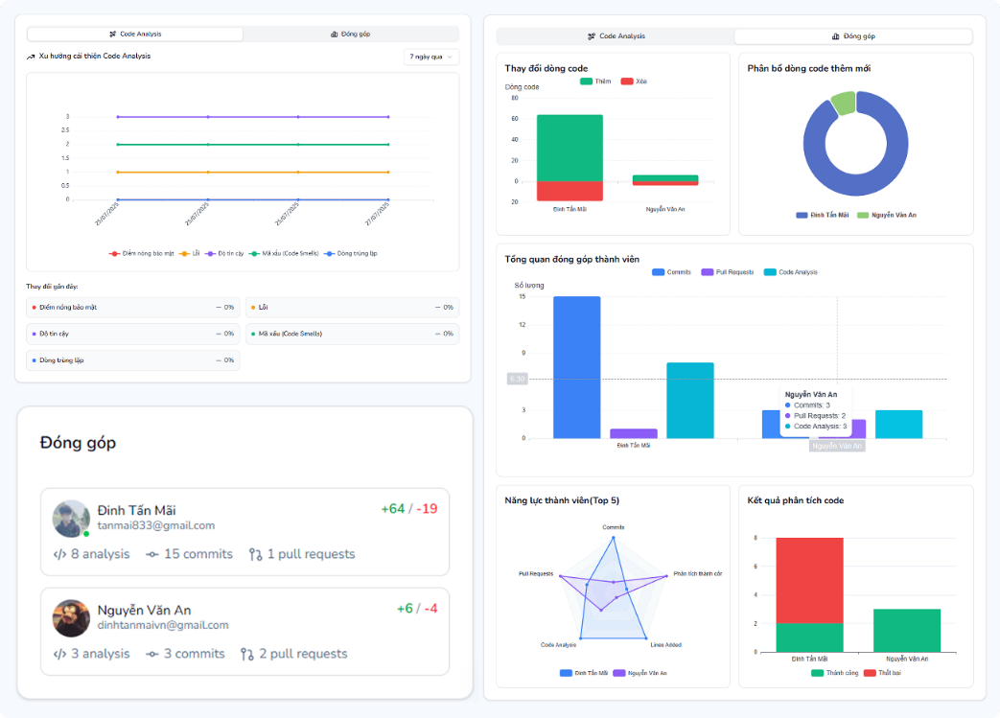 Code Analysis
Đóng góp
Xu hướng cải thiện Code Analysis
7 ngày qua
3
2.5
2
1.5
1
0.5
0
25/07/2025
25/07/2025
25/07/2025
27/07/2025
Điểm nóng bảo mật
Lỗi
Độ tin cậy
Mã xấu (Code Smells)
Dòng trùng lặp
Thay đổi gần đây:
Điểm nóng bảo mật — 0%
Lỗi — 0%
Độ tin cậy — 0%
Mã xấu (Code Smells) — 0%
Dòng trùng lặp — 0%
Đóng góp
Đinh Tấn Mãi
+64 / -19
tanmai833@gmail.com
8 analysis 15 commits 1 pull requests
Nguyễn Văn An
+6 / -4
dinhtanmaivn@gmail.com
3 analysis 3 commits 2 pull requests
Code Analysis
Đóng góp
Thay đổi dòng code
Thêm Xóa
Dòng code
80
60
40
20
0
20
Đinh Tấn Mãi
Nguyễn Văn An
Phân bổ dòng code thêm mới
Đinh Tấn Mãi Nguyễn Văn An
Tổng quan đóng góp thành viên
Commits Pull Requests Code Analysis
Số lượng
15
12
9
6.30
3
0
Đinh Tấn Mãi
Nguyễn Văn An
Commits: 3
Pull Requests: 2
Code Analysis: 3
Nguyễn Văn An
Năng lực thành viên(Top 5)
Commits
Pull Requests
Phân tích thành côr
Code Analysis
Lines Added
Đinh Tấn Mãi Nguyễn Văn An
Kết quả phân tích code
8
6
4
2
0
Đinh Tấn Mãi
Nguyễn Văn An
Thành công Thất bại